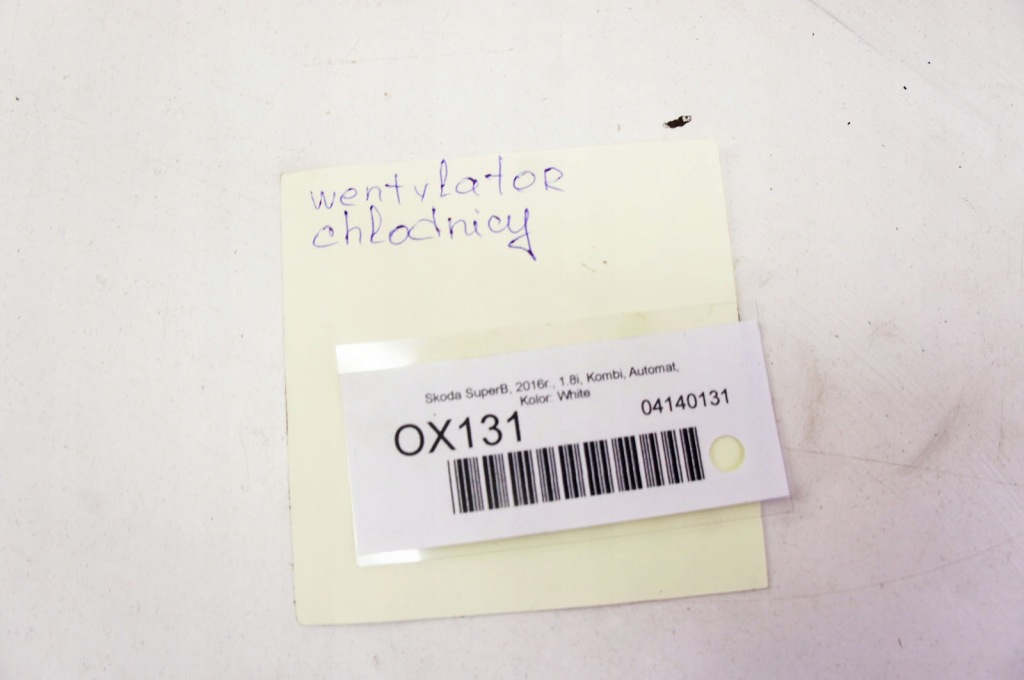 wentylator
chłodnicy
Skoda SuperB, 2016r., 1.8i, Kombi, Automat,
Kolor: White
OX131
04140131